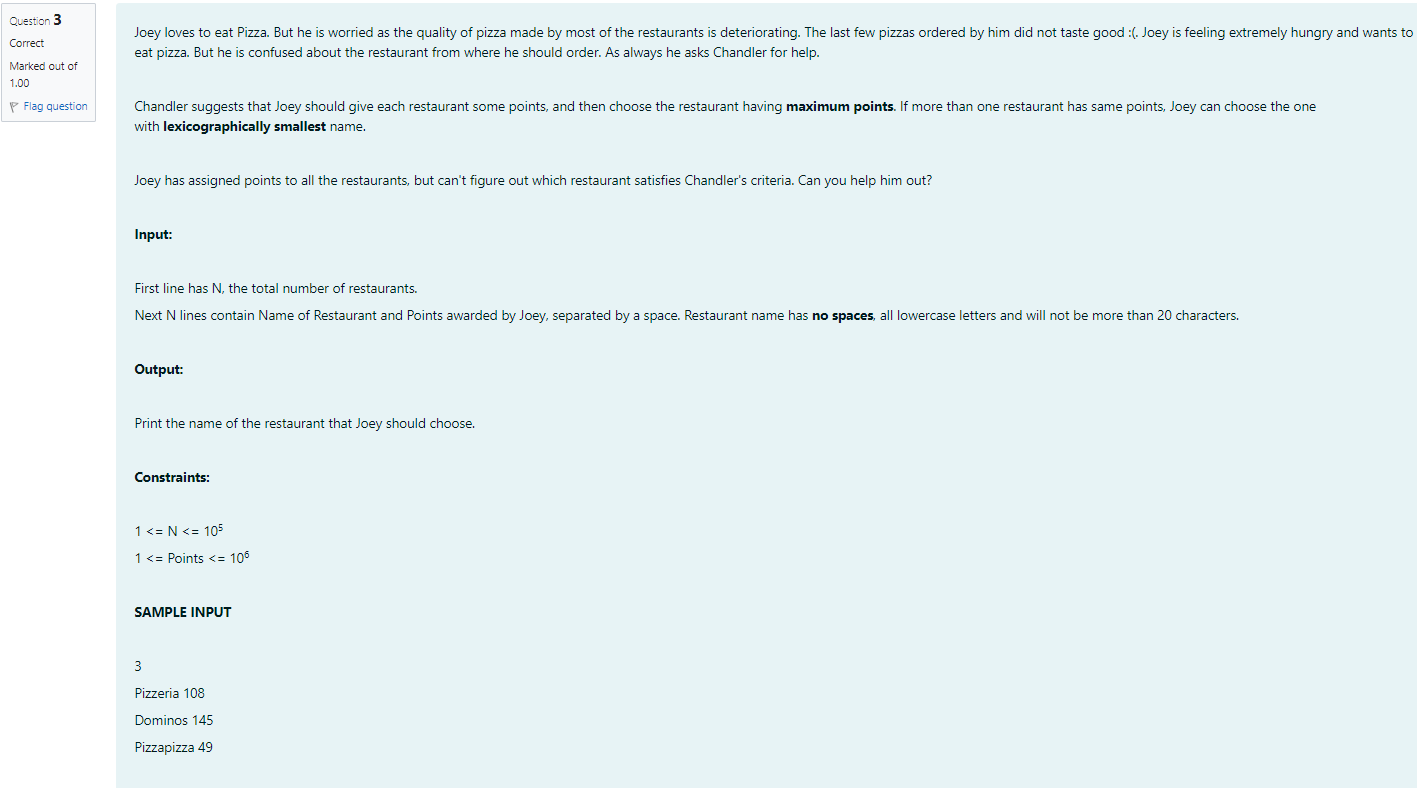 Question 3
Correct
Marked out of
1.00
Flag question
Joey loves to eat Pizza. But he is worried as the quality of pizza made by most of the restaurants is deteriorating. The last few pizzas ordered by him did not taste good :(. Joey is feeling extremely hungry and wants to
eat pizza. But he is confused about the restaurant from where he should order. As always he asks Chandler for help.
Chandler suggests that Joey should give each restaurant some points, and then choose the restaurant having maximum points. If more than one restaurant has same points, Joey can choose the one
with lexicographically smallest name.
Joey has assigned points to all the restaurants, but can't figure out which restaurant satisfies Chandler's criteria. Can you help him out?
Input:
First line has N, the total number of restaurants.
Next N lines contain Name of Restaurant and Points awarded by Joey, separated by a space. Restaurant name has no spaces, all lowercase letters and will not be more than 20 characters.
Output:
Print the name of the restaurant that Joey should choose.
Constraints:
1 <= N <= 10⁵
1 <= Points <= 10⁶
SAMPLE INPUT
3
Pizzeria 108
Dominos 145
Pizzapizza 49